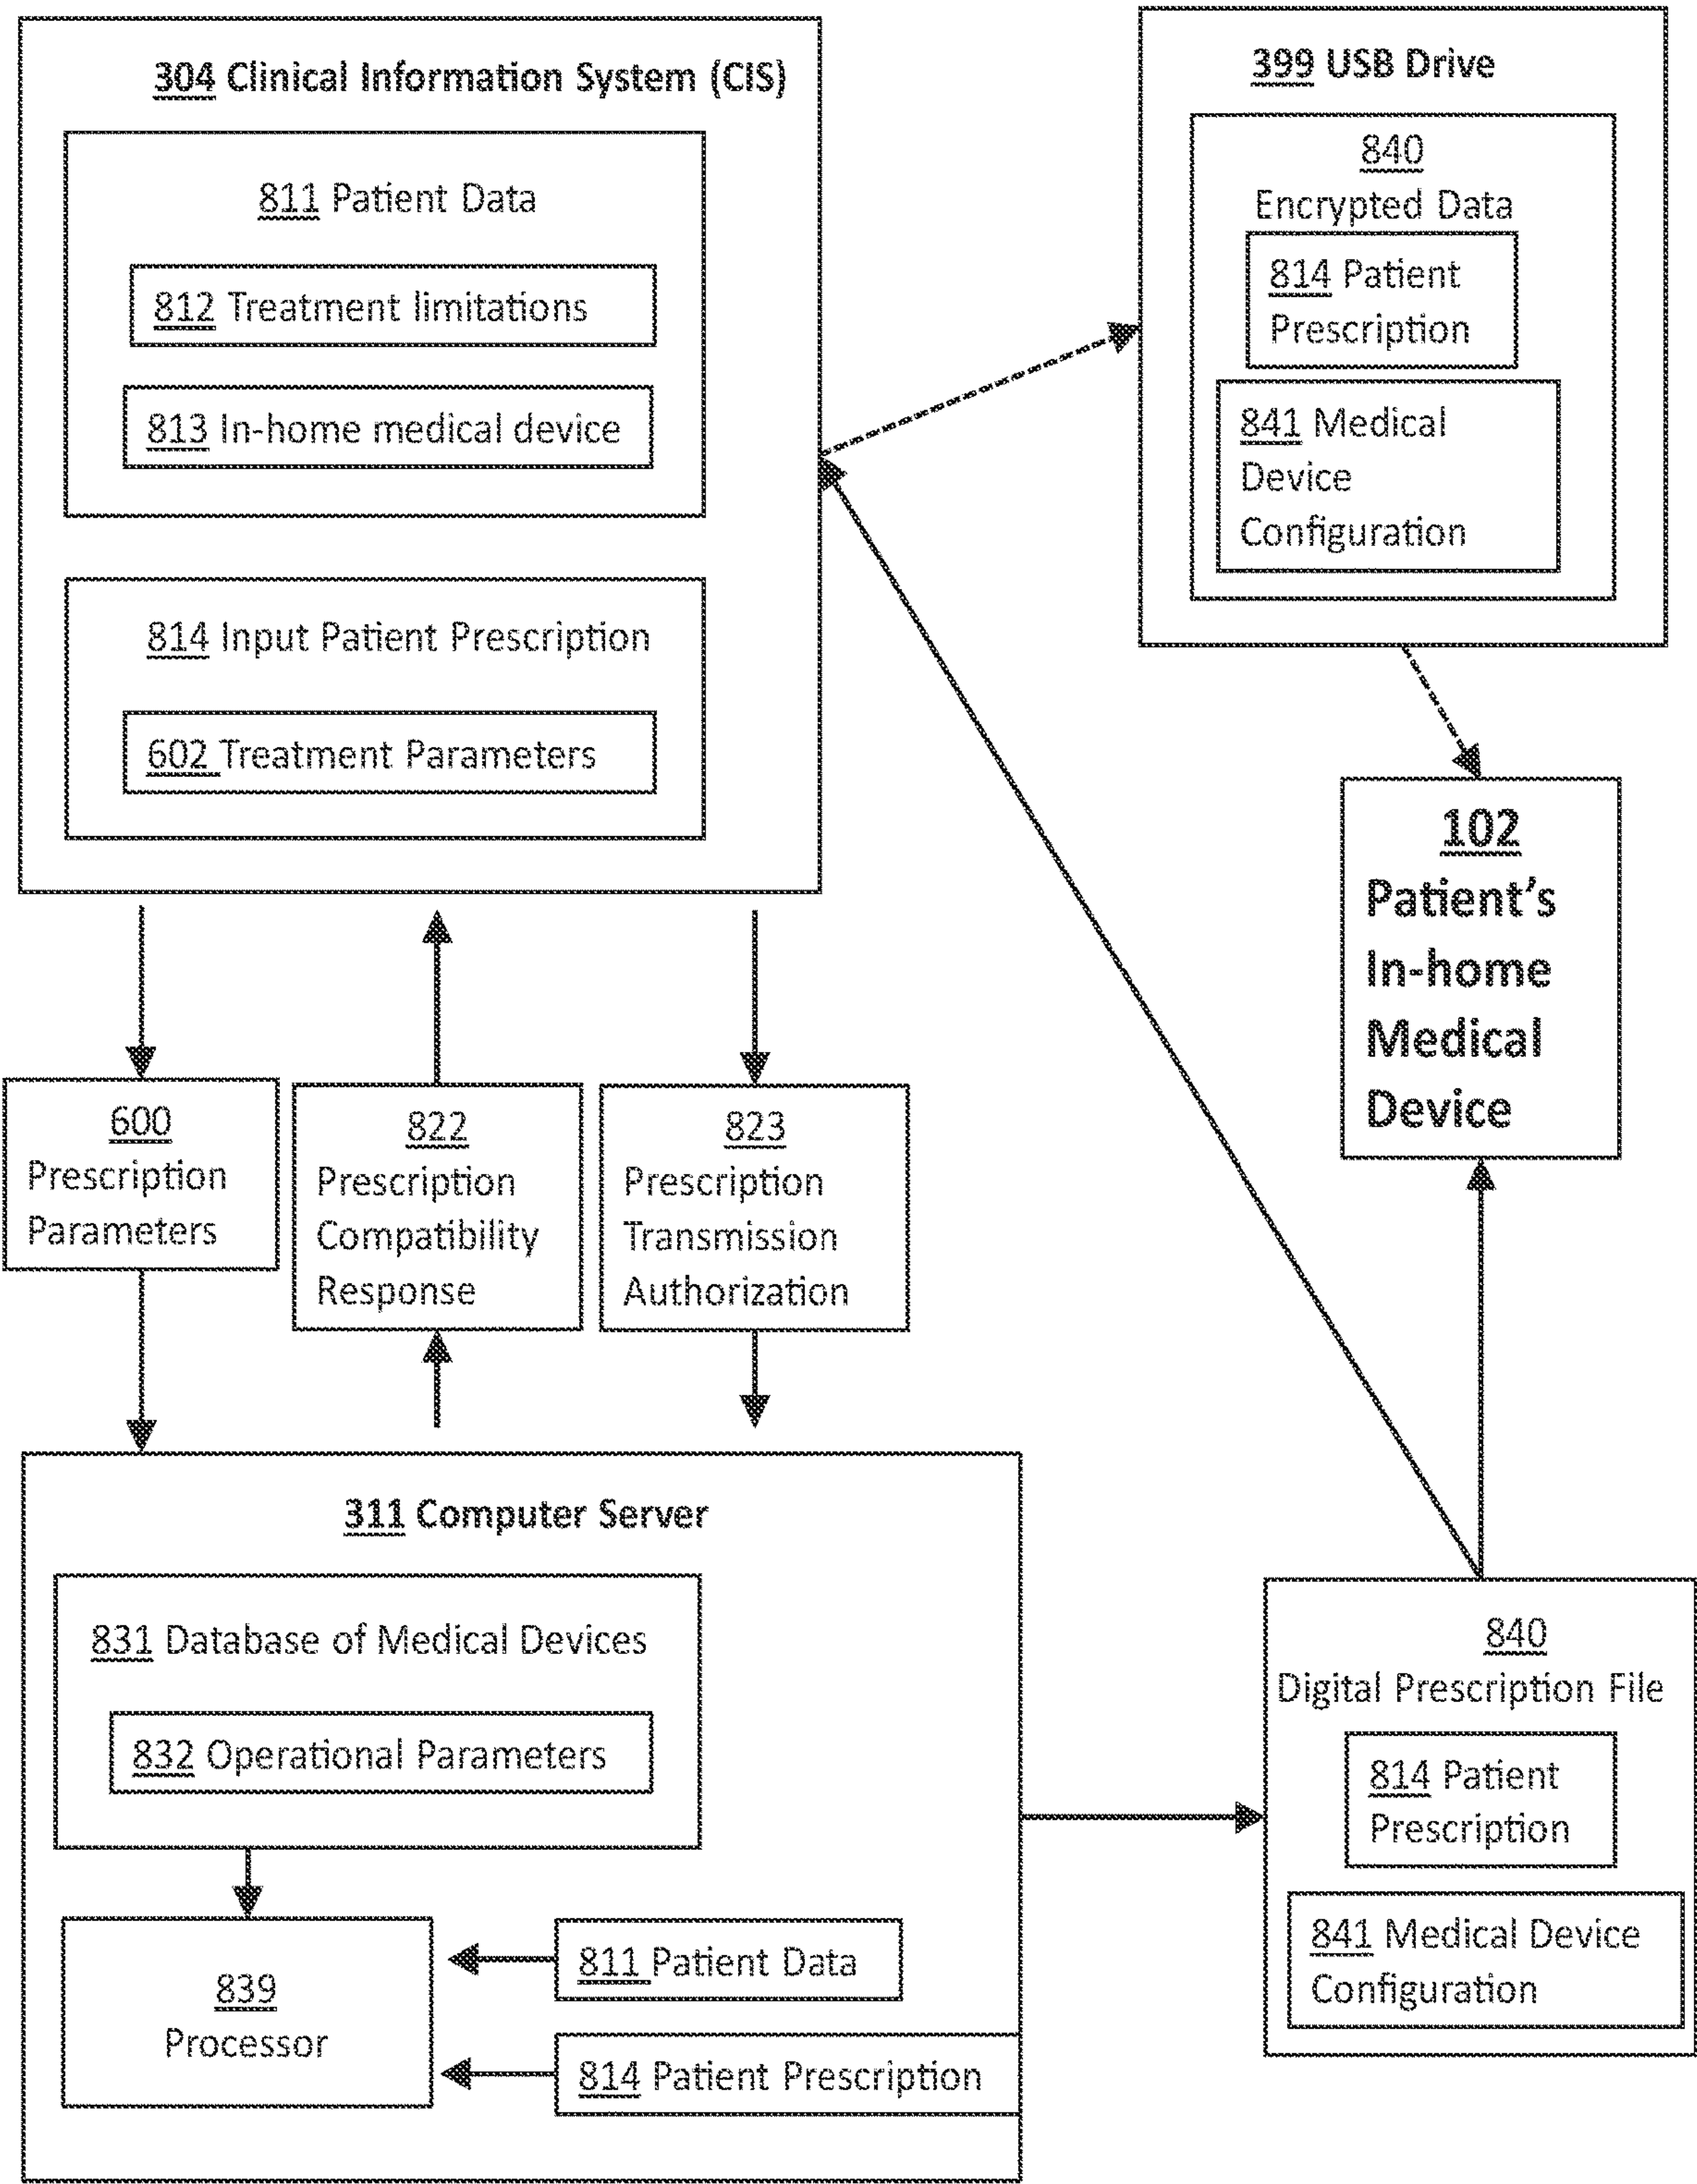 304 Clinical Information System (CIS)
811 Patient Data
812 Treatment limitations
813 In-home medical device
814 Input Patient Prescription
602 Treatment Parameters
399 USB Drive
840
Encrypted Data
814 Patient
Prescription
841 Medical
Device
Configuration
102
Patient's
In-home
Medical
Device
600
Prescription
Parameters
822
Prescription
Compatibility
Response
823
Prescription
Transmission
Authorization
311 Computer Server
831 Database of Medical Devices
832 Operational Parameters
839
Processor
811 Patient Data
814 Patient Prescription
840
Digital Prescription File
814 Patient
Prescription
841 Medical Device
Configuration